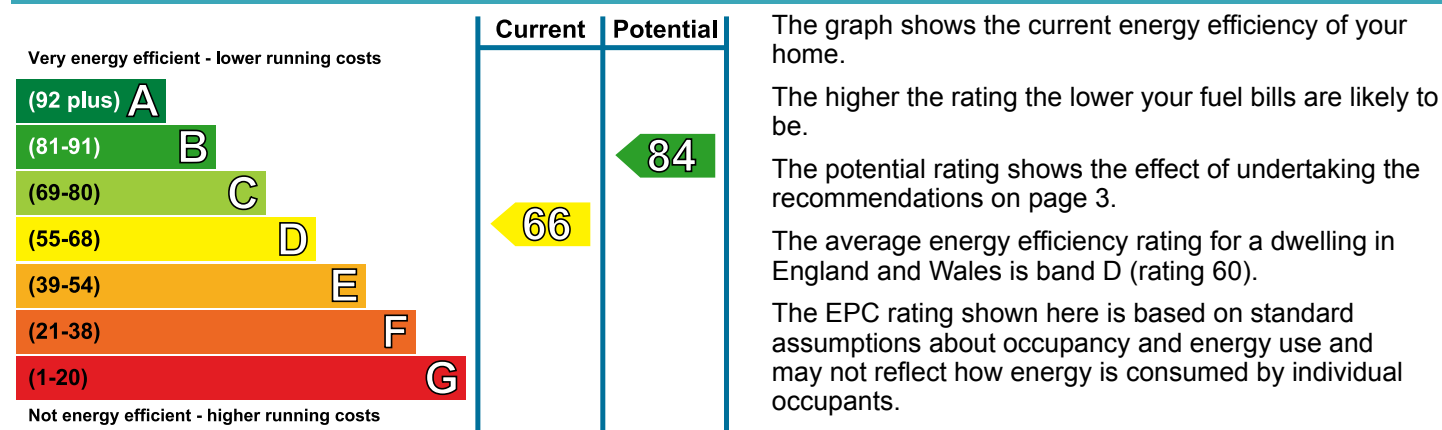 Current Potential
Very energy efficient - lower running costs
(92 plus) A
(81-91) B
84
(69-80) C
(55-68) D
66
(39-54) E
(21-38) F
(1-20) G
Not energy efficient - higher running costs
The graph shows the current energy efficiency of your
home.
The higher the rating the lower your fuel bills are likely to
be.
The potential rating shows the effect of undertaking the
recommendations on page 3.
The average energy efficiency rating for a dwelling in
England and Wales is band D (rating 60).
The EPC rating shown here is based on standard
assumptions about occupancy and energy use and
may not reflect how energy is consumed by individual
occupants.